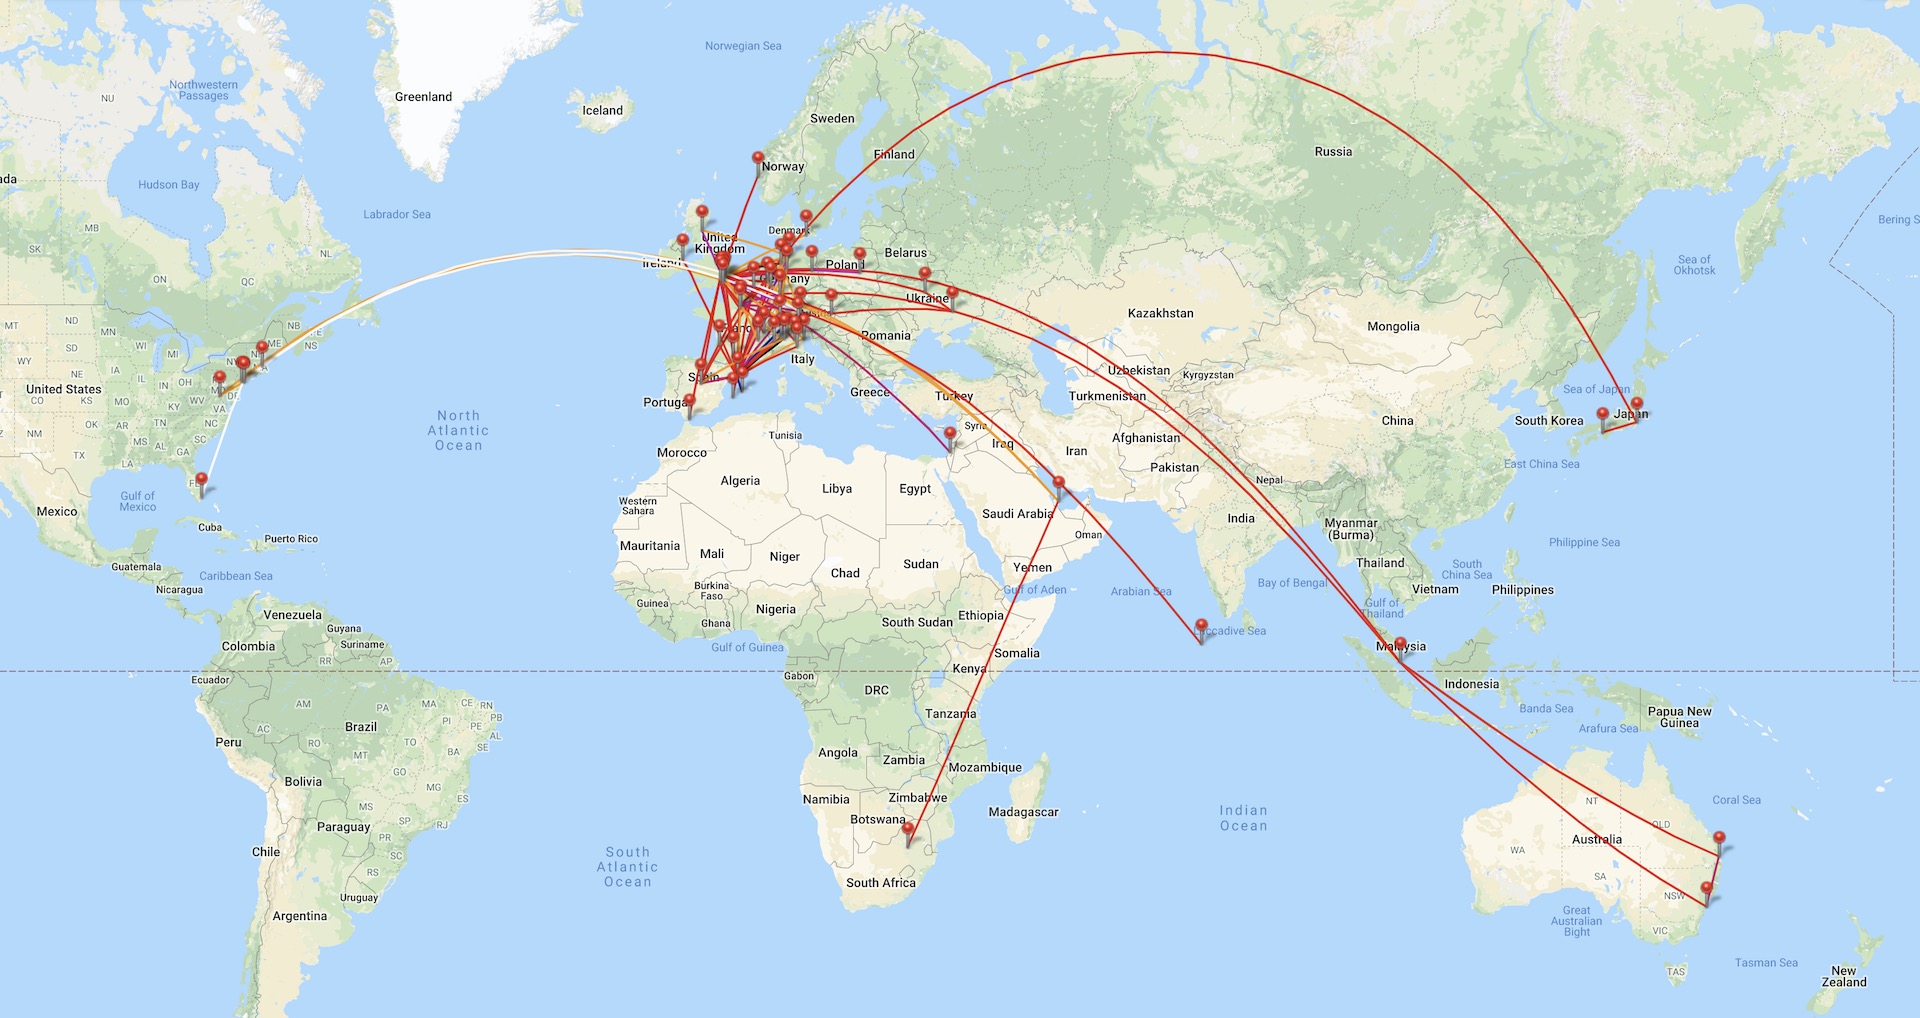 Norwegian Sea
Northwestern
Passages
NU
Greenland
Iceland
Sweden
Finland
Norway
Russia
Hudson Bay
Labrador Sea
Bering S
ada
MB
SK
ON
NL
QC
NB
NS
United
Kingdom
Ireland
Denmark
Belarus
Poland
Ukraine
Sea of
Okhotsk
MT
ND
MN
SD
WI
MI
WY
NE
IA
IL
IN
OH
United States
CO
KS
MO
KY
WV
VA
OK
AR
TN
NC
NM
MS
AL
SC
GA
TX
LA
Kazakhstan
Mongolia
Romania
Italy
Spain
Portugal
Greece
Turkey
Uzbekistan
Kyrgyzstan
Turkmenistan
Sea of Japan
Japan
South Korea
China
North
Atlantic
Ocean
Tunisia
Morocco
Syria
Iraq
Iran
Afghanistan
Pakistan
Nepal
East China Sea
Gulf of
Mexico
Mexico
Cuba
Puerto Rico
Algeria
Libya
Egypt
Western
Sahara
Saudi Arabia
Oman
India
Myanmar
(Burma)
Philippine Sea
Guatemala
Caribbean Sea
Nicaragua
Mauritania
Mali
Niger
Chad
Sudan
Yemen
Gulf of Aden
Arabian Sea
Bay of Bengal
Thailand
South
China Sea
Vietnam
Philippines
Gulf of
Thailand
Burkina
Faso
Guinea
Ghana
Nigeria
South Sudan
Ethiopia
Somalia
Laccadive Sea
Malaysia
Venezuela
Guyana
Suriname
Colombia
RR
AP
Gulf of Guinea
Ecuador
Gabon
Kenya
DRC
Indonesia
Tanzania
Banda Sea
Papua New
Guinea
Arafura Sea
AM
PA
MA
CE
RN
PB
PI
PE
AL
SE
AC
Brazil
Peru
RO
TO
BA
MT
Bolivia
GO
MG
ES
MS
SP
RJ
Paraguay
PR
SC
Chile
RS
Uruguay
Argentina
Angola
Zambia
Mozambique
Namibia
Zimbabwe
Botswana
Madagascar
South Africa
South
Atlantic
Ocean
Indian
Ocean
NT
QLD
Coral Sea
WA
Australia
SA
NSW
Great
Australian
Bight
VIC
TAS
Tasman Sea
New
Zealand